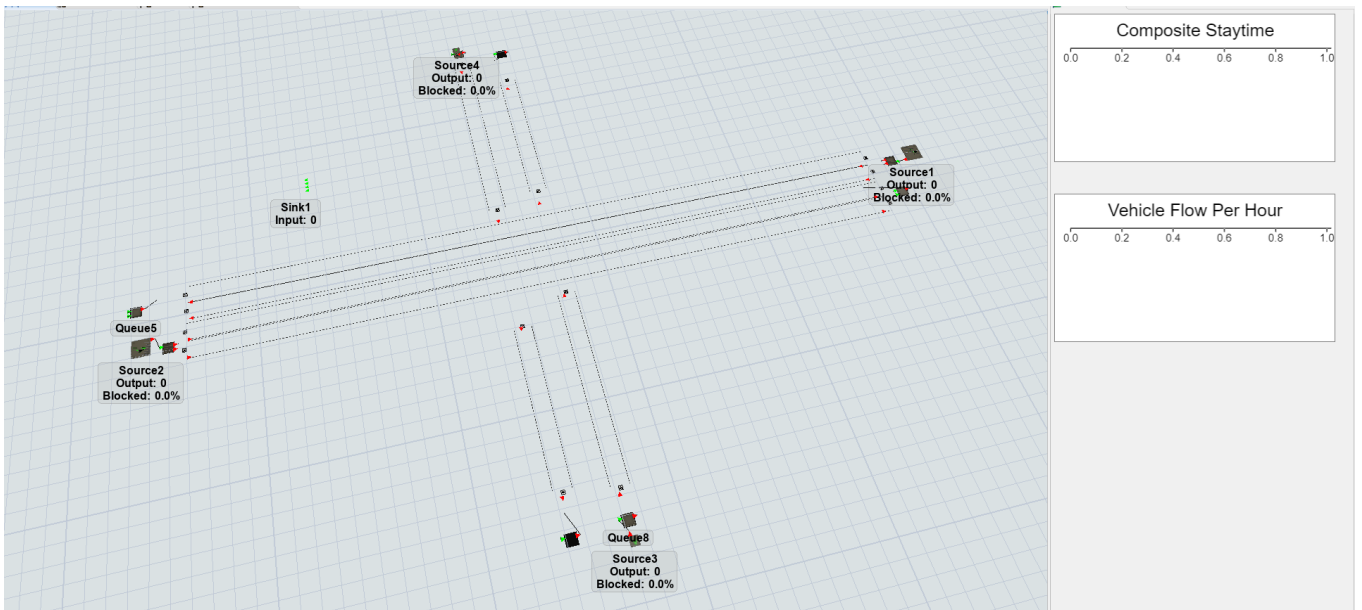 Source4
Output: 0
Blocked: 0.0%
Source1
Output: 0
Blocked: 0.0%
Sink1
Input: 0
Queue5
Source2
Output: 0
Blocked: 0.0%
Queue8
Source3
Output: 0
Blocked: 0.0%
Composite Staytime
0.0 0.2 0.4 0.6 0.8 1.0
Vehicle Flow Per Hour
0.0 0.2 0.4 0.6 0.8 1.0